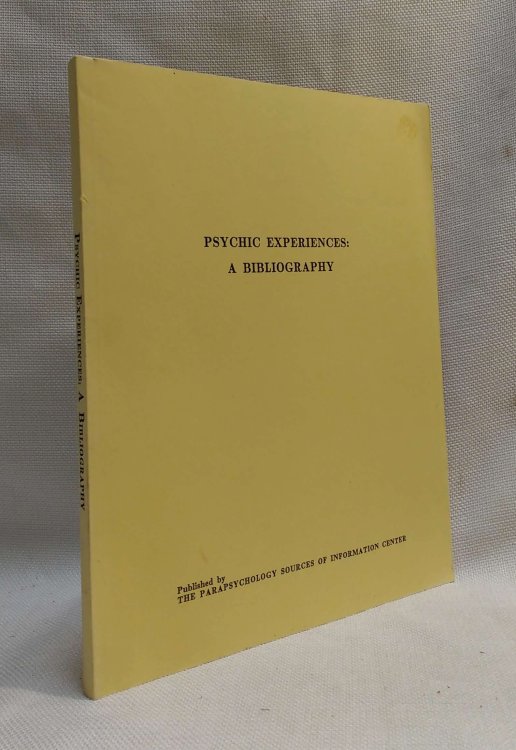 PSYCHIC EXPERIENCES:
A BIBLIOGRAPHY
Published by
THE PARAPSYCHOLOGY SOURCES OF INFORMATION CENTER
PSYCHIC EXPERIENCES: A BIBLIOGRAPHY